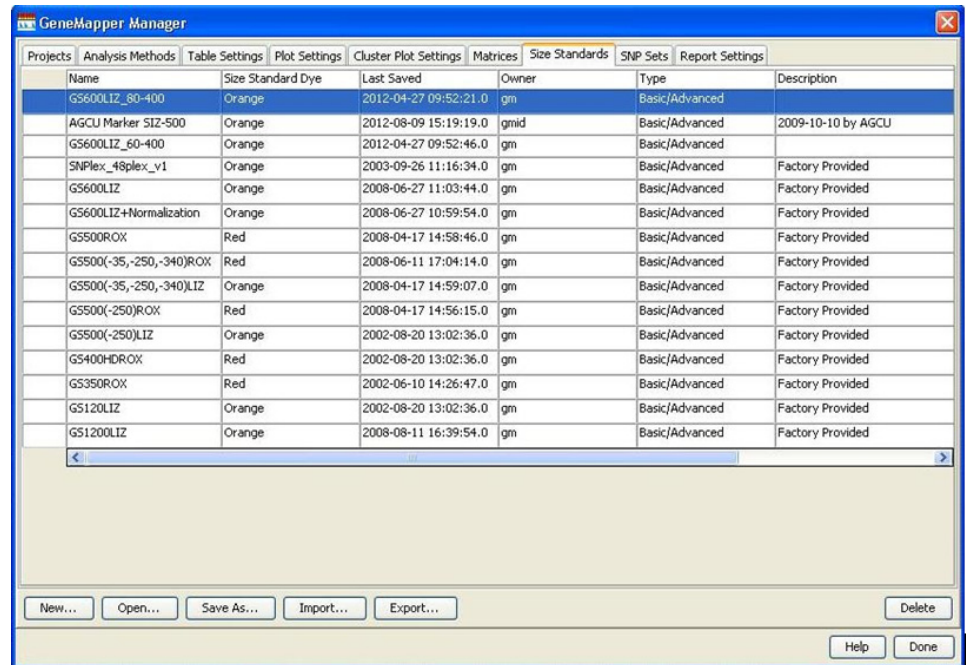 GeneMapper Manager
Projects Analysis Methods Table Settings Plot Settings Cluster Plot Settings Matrices Size Standards SNP Sets Report Settings
Name Size Standard Dye Last Saved Owner Type Description
GS600LIZ_80-400 Orange 2012-04-27 09:52:21.0 gm Basic/Advanced
AGCU Marker SIZ-500 Orange 2012-08-09 15:19:19.0 gmid Basic/Advanced 2009-10-10 by AGCU
GS600LIZ_60-400 Orange 2012-04-27 09:52:46.0 gm Basic/Advanced
SNPlex_48plex_v1 Orange 2003-09-26 11:16:34.0 gm Basic/Advanced Factory Provided
GS600LIZ Orange 2008-06-27 11:03:44.0 gm Basic/Advanced Factory Provided
GS600LIZ+Normalization Orange 2008-06-27 10:59:54.0 gm Basic/Advanced Factory Provided
GS500ROX Red 2008-04-17 14:58:46.0 gm Basic/Advanced Factory Provided
GS500(-35,-250,-340)ROX Red 2008-06-11 17:04:14.0 gm Basic/Advanced Factory Provided
GS500(-35,-250,-340)LIZ Orange 2008-04-17 14:59:07.0 gm Basic/Advanced Factory Provided
GS500(-250)ROX Red 2008-04-17 14:56:15.0 gm Basic/Advanced Factory Provided
GS500(-250)LIZ Orange 2002-08-20 13:02:36.0 gm Basic/Advanced Factory Provided
GS400HDROX Red 2002-08-20 13:02:36.0 gm Basic/Advanced Factory Provided
GS350ROX Red 2002-06-10 14:26:47.0 gm Basic/Advanced Factory Provided
GS120LIZ Orange 2002-08-20 13:02:36.0 gm Basic/Advanced Factory Provided
GS1200LIZ Orange 2008-08-11 16:39:54.0 gm Basic/Advanced Factory Provided
New... Open... Save As... Import... Export... Delete
Help Done